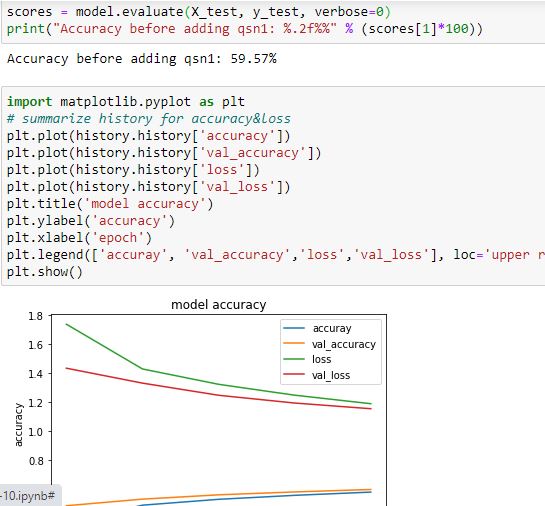 scores = model.evaluate(X_test, y_test, verbose=0)
print("Accuracy before adding qsn1: %.2f%%" % (scores[1]*100))
Accuracy before adding qsn1: 59.57%
import matplotlib.pyplot as plt
# summarize history for accuracy&loss
plt.plot(history.history['accuracy'])
plt.plot(history.history['val_accuracy'])
plt.plot(history.history['loss'])
plt.plot(history.history['val_loss'])
plt.title('model accuracy')
plt.ylabel('accuracy')
plt.xlabel('epoch')
plt.legend(['accuray', 'val_accuracy','loss','val_loss'], loc='upper r
plt.show()
model accuracy
1.8
1.6
1.4
1.2
1.0
0.8
accuracy
accuray
val_accuracy
loss
val_loss
-10.ipynb#